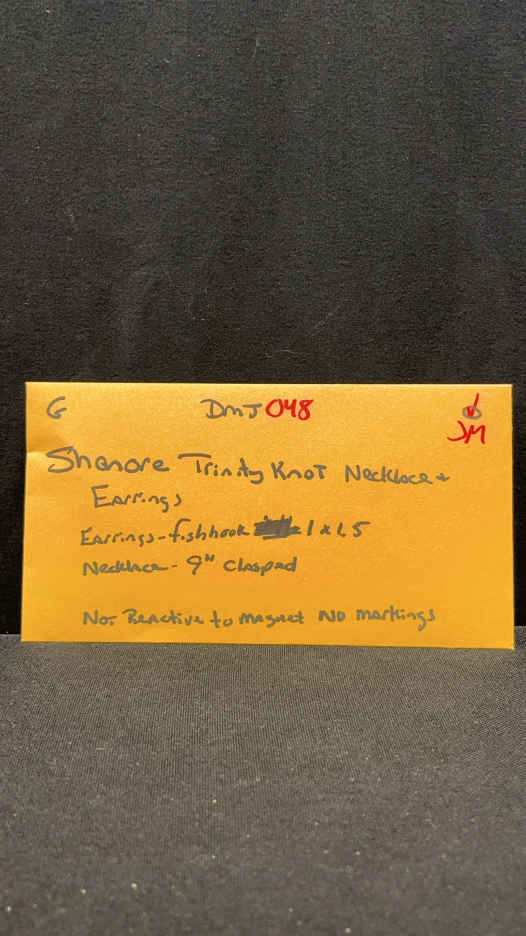 G DMJ 048
JM
Shanore Trinity Knot Necklace +
Earrings
Earrings - fishhook 1 x 1.5
Necklace - 9" Clasped
Not Reactive to magnet No markings